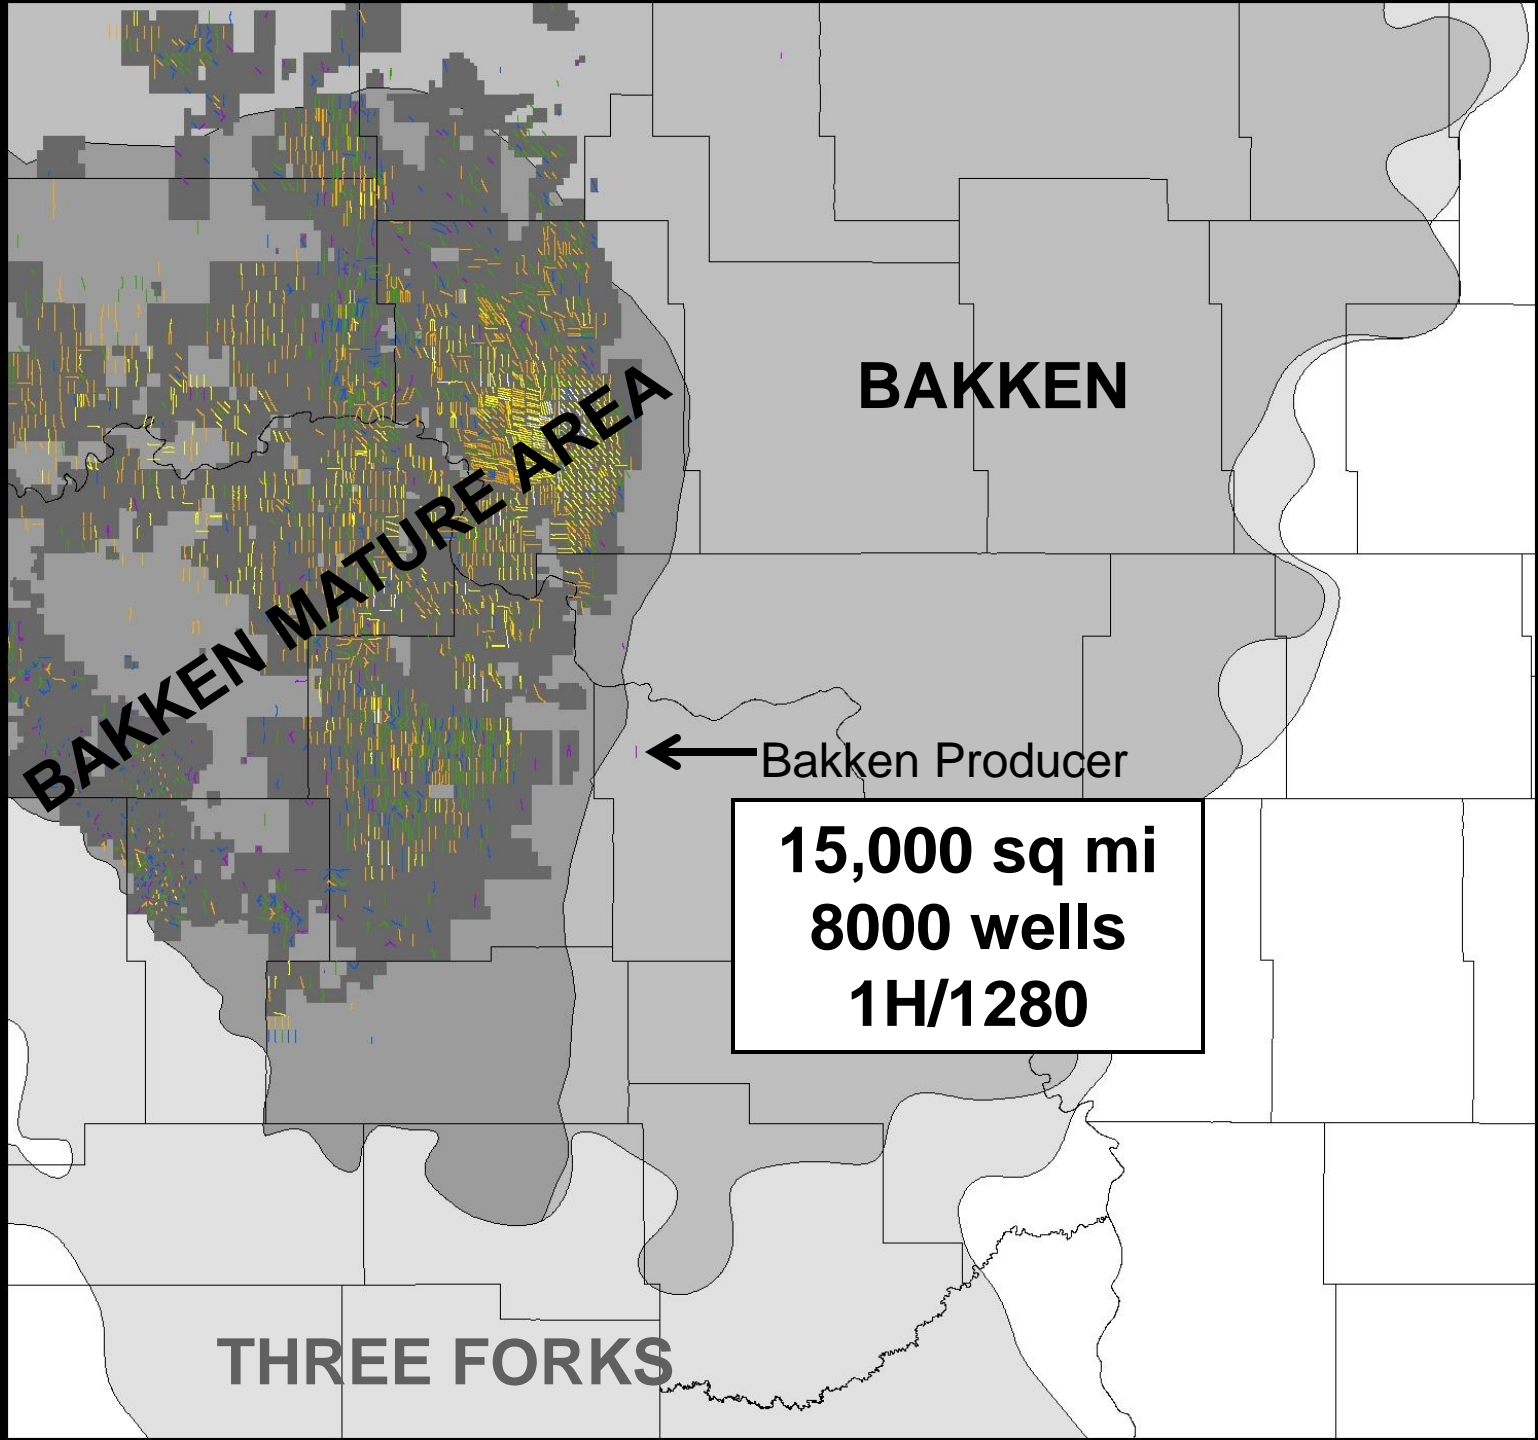 BAKKEN
BAKKEN MATURE AREA
Bakken Producer
15,000 sq mi
8000 wells
1H/1280
THREE FORKS